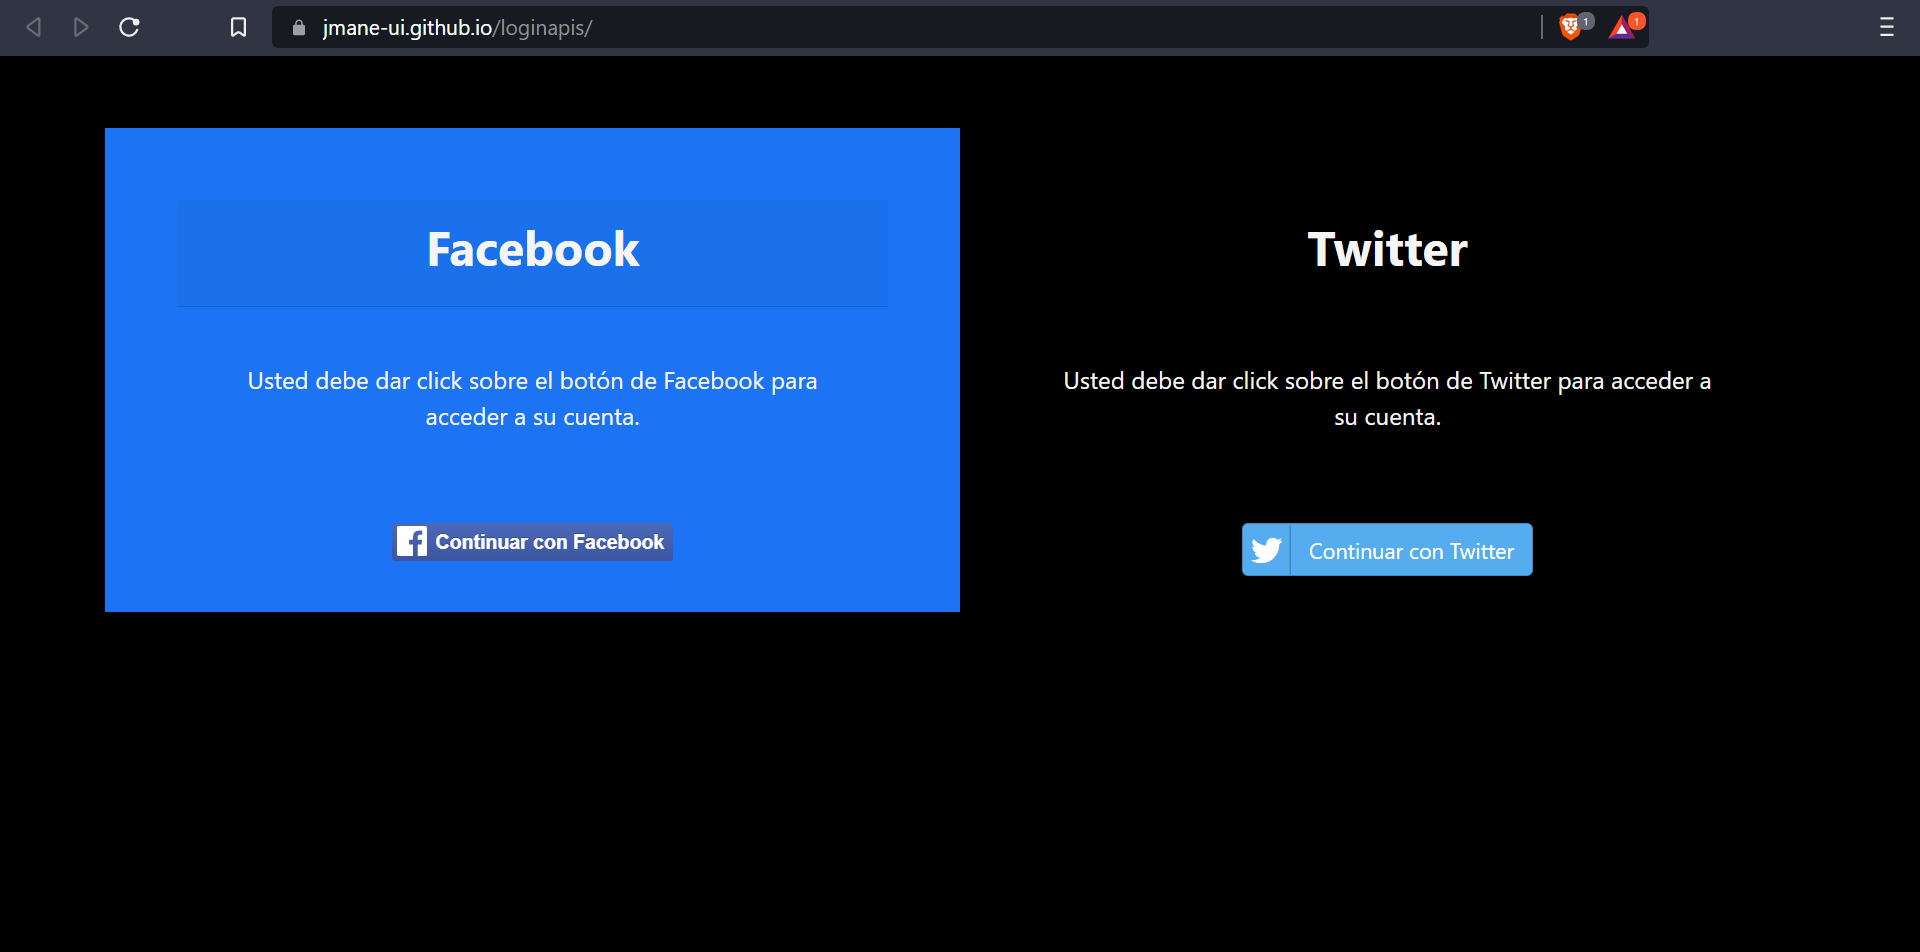 jmane-ui.github.io/loginapis/
1
1
Facebook
Usted debe dar click sobre el botón de Facebook para
acceder a su cuenta.
Continuar con Facebook
Twitter
Usted debe dar click sobre el botón de Twitter para acceder a
su cuenta.
Continuar con Twitter